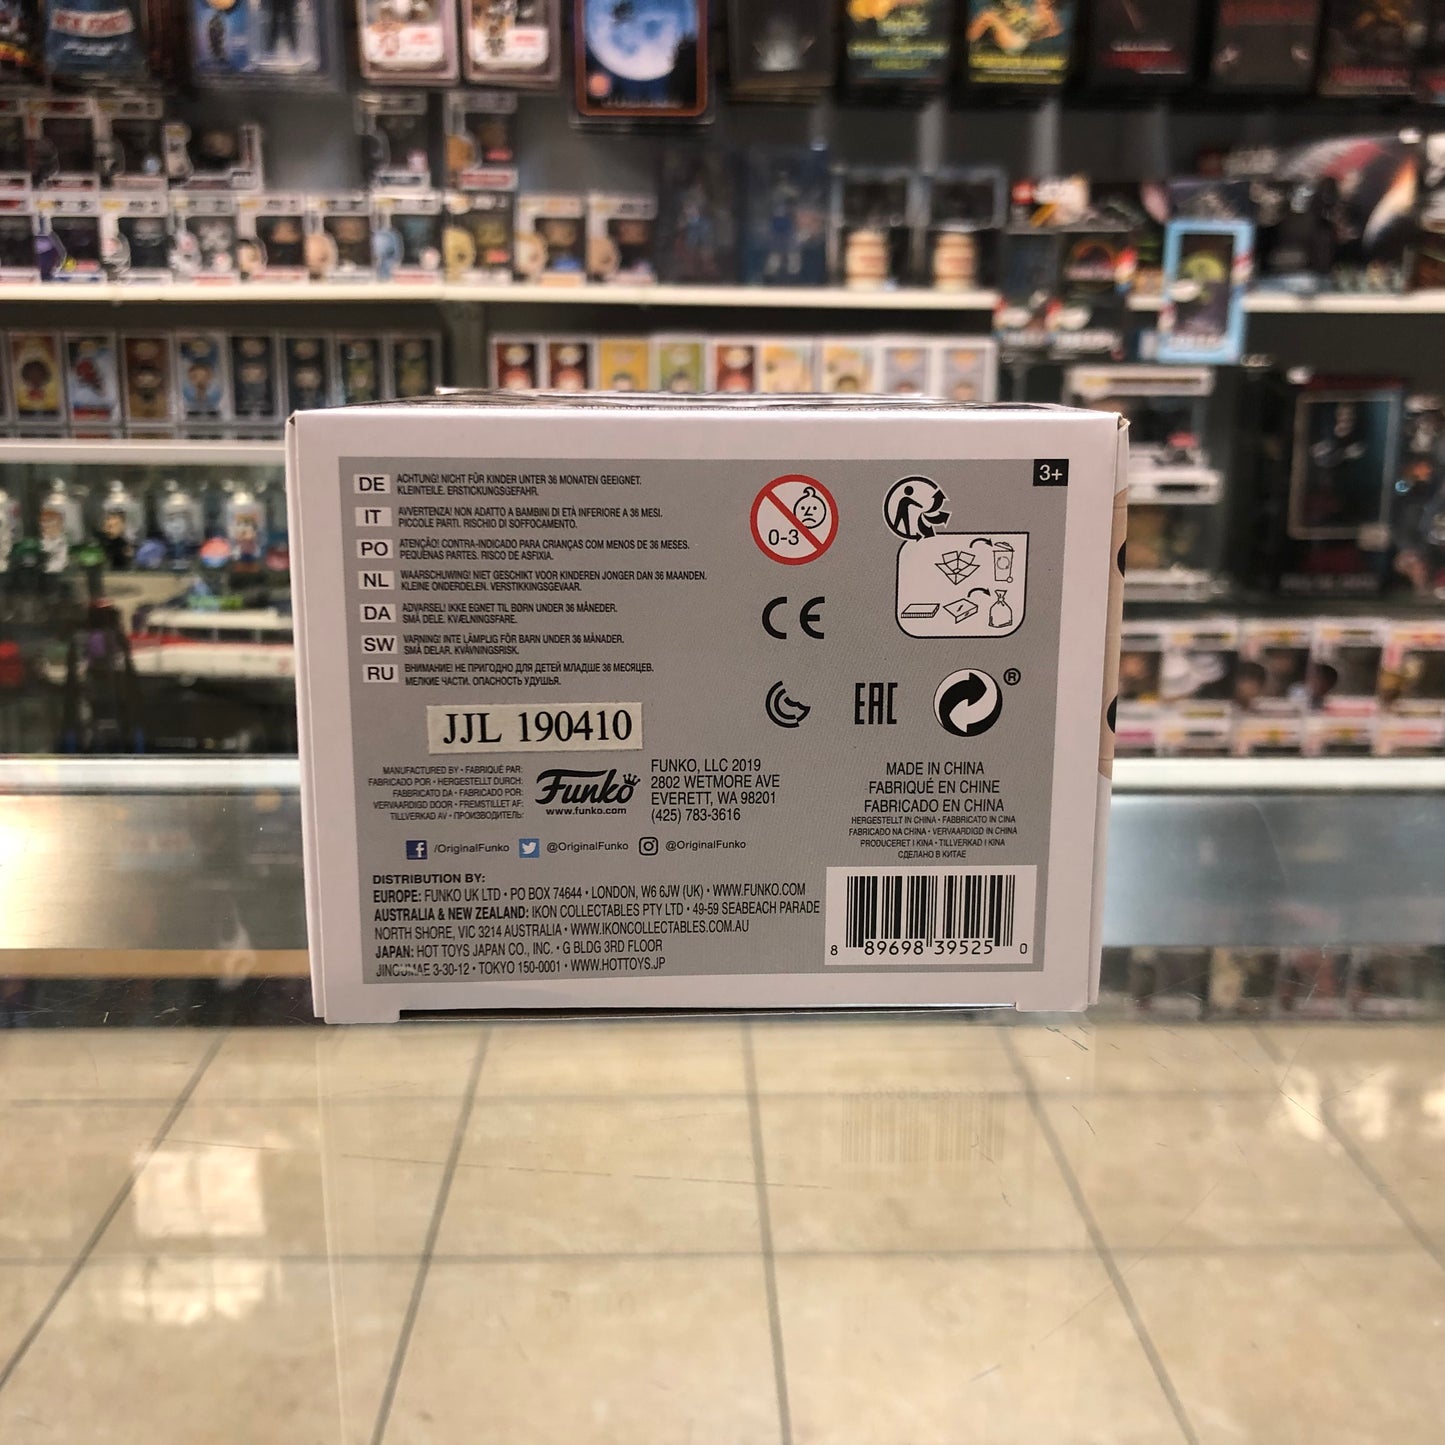 3+
DE ACHTUNG! NICHT FÜR KINDER UNTER 36 MONATEN GEEIGNET.
KLEINTEILE. ERSTICKUNGSGEFAHR.
IT AVVERTENZA! NON ADATTO A BAMBINI DI ETÀ INFERIORE A 36 MESI.
PICCOLE PARTI. RISCHIO DI SOFFOCAMENTO.
PO ATENÇÃO! CONTRA-INDICADO PARA CRIANÇAS COM MENOS DE 36 MESES.
PEQUENAS PARTES. RISCO DE ASFIXIA.
NL WAARSCHUWING! NIET GESCHIKT VOOR KINDEREN JONGER DAN 36 MAANDEN.
KLEINE ONDERDELEN. VERSTIKKINGSGEVAAR.
DA ADVARSEL! IKKE EGNET TIL BØRN UNDER 36 MÅNEDER.
SMÅ DELE. KVÆLNINGSFARE.
SW VARNING! INTE LÄMPLIG FÖR BARN UNDER 36 MÅNADER.
SMÅ DELAR. KVÄVNINGSRISK.
RU ВНИМАНИЕ! НЕ ПРИГОДНО ДЛЯ ДЕТЕЙ МЛАДШЕ 36 МЕСЯЦЕВ.
МЕЛКИЕ ЧАСТИ. ОПАСНОСТЬ УДУШЬЯ.
0-3
CE
EAC
®
JJL 190410
MANUFACTURED BY • FABRIQUÉ PAR:
FABRICADO POR • HERGESTELLT DURCH:
FABBRICATO DA • FABRICADO POR:
VERVAARDIGD DOOR • FREMSTILLET AF:
TILLVERKAD AV • ПРОИЗВОДИТЕЛЬ:
Funko
www.funko.com
FUNKO, LLC 2019
2802 WETMORE AVE
EVERETT, WA 98201
(425) 783-3616
MADE IN CHINA
FABRIQUÉ EN CHINE
FABRICADO EN CHINA
HERGESTELLT IN CHINA • FABBRICATO IN CINA
FABRICADO NA CHINA • VERVAARDIGD IN CHINA
PRODUCERET I KINA • TILLVERKAD I KINA
СДЕЛАНО В КИТАЕ
/OriginalFunko @OriginalFunko @OriginalFunko
DISTRIBUTION BY:
EUROPE: FUNKO UK LTD • PO BOX 74644 • LONDON, W6 6JW (UK) • WWW.FUNKO.COM
AUSTRALIA & NEW ZEALAND: IKON COLLECTABLES PTY LTD • 49-59 SEABEACH PARADE
NORTH SHORE, VIC 3214 AUSTRALIA • WWW.IKONCOLLECTABLES.COM.AU
JAPAN: HOT TOYS JAPAN CO., INC. • G BLDG 3RD FLOOR
JINGUMAE 3-30-12 • TOKYO 150-0001 • WWW.HOTTOYS.JP
8 89698 39525 0